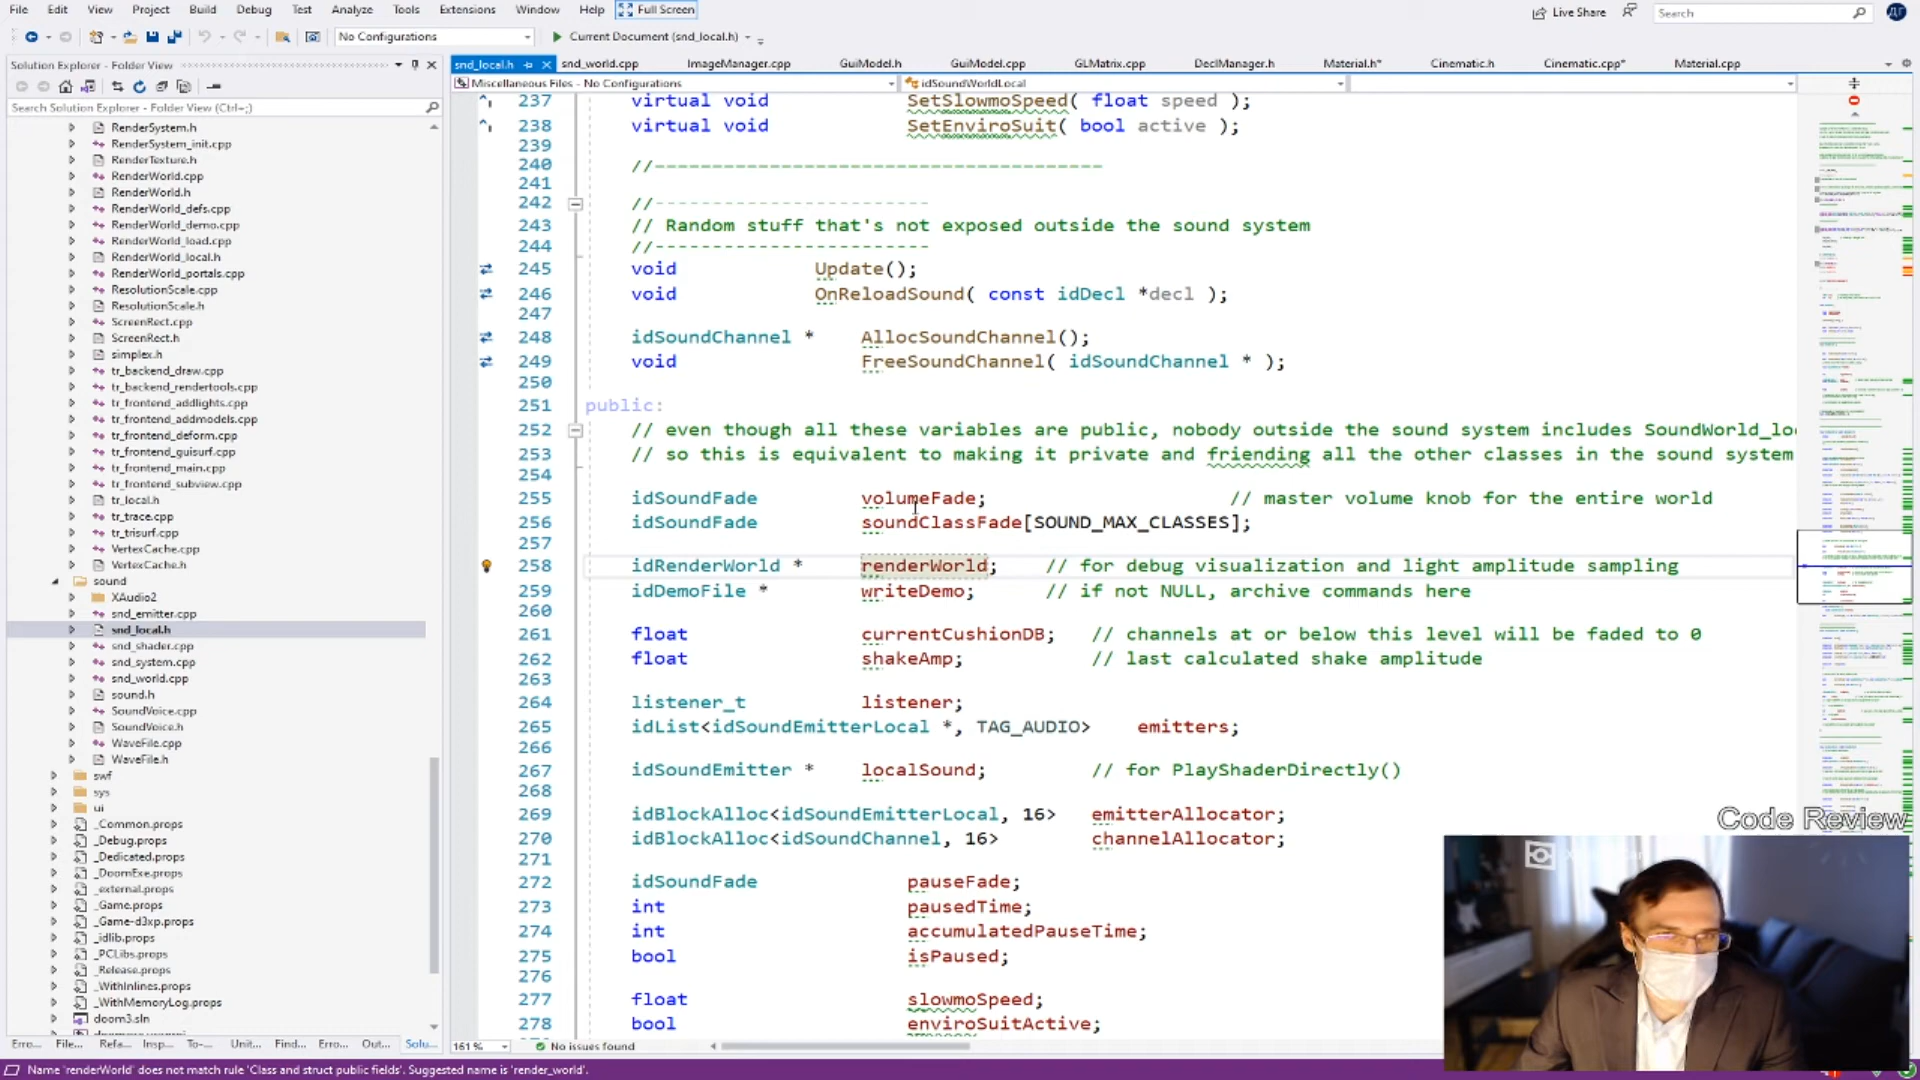 File Edit View Project Build Debug Test Analyze Tools Extensions Window Help Full Screen Live Share Search
No Configurations Current Document (snd_local.h)
Solution Explorer - Folder View
Search Solution Explorer - Folder View (Ctrl+;)
snd_local.h snd_world.cpp ImageManager.cpp GuiModel.h GuiModel.cpp GLMatrix.cpp DeclManager.h Material.h* Cinematic.h Cinematic.cpp* Material.cpp
Miscellaneous Files - No Configurations idSoundWorldLocal
RenderSystem.h
RenderSystem_init.cpp
RenderTexture.h
RenderWorld.cpp
RenderWorld.h
RenderWorld_defs.cpp
RenderWorld_demo.cpp
RenderWorld_load.cpp
RenderWorld_local.h
RenderWorld_portals.cpp
ResolutionScale.cpp
ResolutionScale.h
ScreenRect.cpp
ScreenRect.h
simplex.h
tr_backend_draw.cpp
tr_backend_rendertools.cpp
tr_frontend_addlights.cpp
tr_frontend_addmodels.cpp
tr_frontend_deform.cpp
tr_frontend_guisurf.cpp
tr_frontend_main.cpp
tr_frontend_subview.cpp
tr_local.h
tr_trace.cpp
tr_trisurf.cpp
VertexCache.cpp
VertexCache.h
sound
XAudio2
snd_emitter.cpp
snd_local.h
snd_shader.cpp
snd_system.cpp
snd_world.cpp
sound.h
SoundVoice.cpp
SoundVoice.h
WaveFile.cpp
WaveFile.h
swf
sys
ui
_Common.props
_Debug.props
_Dedicated.props
_DoomExe.props
_external.props
_Game.props
_Game-d3xp.props
_idlib.props
_PCLibs.props
_Release.props
_WithInlines.props
_WithMemoryLog.props
doom3.sln
Erro... File... Refa... Insp... To-... Unit... Find... Erro... Out... Solu...
237 virtual void SetSlowmoSpeed( float speed );
238 virtual void SetEnviroSuit( bool active );
239
240 //---------------------------------------
241
242 //-----------------------
243 // Random stuff that's not exposed outside the sound system
244 //-----------------------
245 void Update();
246 void OnReloadSound( const idDecl *decl );
247
248 idSoundChannel * AllocSoundChannel();
249 void FreeSoundChannel( idSoundChannel * );
250
251 public:
252 // even though all these variables are public, nobody outside the sound system includes SoundWorld_lo
253 // so this is equivalent to making it private and friending all the other classes in the sound system
254
255 idSoundFade volumeFade; // master volume knob for the entire world
256 idSoundFade soundClassFade[SOUND_MAX_CLASSES];
257
258 idRenderWorld * renderWorld; // for debug visualization and light amplitude sampling
259 idDemoFile * writeDemo; // if not NULL, archive commands here
260
261 float currentCushionDB; // channels at or below this level will be faded to 0
262 float shakeAmp; // last calculated shake amplitude
263
264 listener_t listener;
265 idList<idSoundEmitterLocal *, TAG_AUDIO> emitters;
266
267 idSoundEmitter * localSound; // for PlayShaderDirectly()
268
269 idBlockAlloc<idSoundEmitterLocal, 16> emitterAllocator;
270 idBlockAlloc<idSoundChannel, 16> channelAllocator;
271
272 idSoundFade pauseFade;
273 int pausedTime;
274 int accumulatedPauseTime;
275 bool isPaused;
276
277 float slowmoSpeed;
278 bool enviroSuitActive;
161 % No issues found
Code Review
Name 'renderWorld' does not match rule 'Class and struct public fields'. Suggested name is 'render_world'.